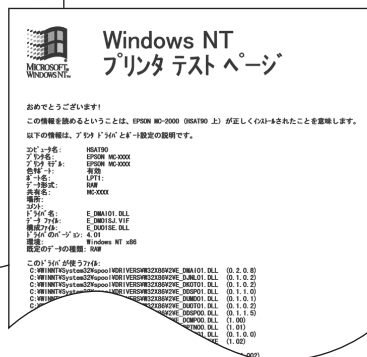 MICROSOFT
WINDOWS NT
Windows NT
プリンタ テスト ページ
おめでとうございます!
この情報を読めるということは、EPSON MC-2000 (HSAT90 上) が正しくインストールされたことを意味します。
以下の情報は、プリンタ ドライバとポート設定の説明です。
コンピュータ名: HSAT90
プリンタ名: EPSON MC-XXXX
プリンタ モデル: EPSON MC-XXXX
色サポート: 有効
ポート名: LPT1:
データ形式: RAW
共有名: MC-XXXX
場所:
コメント:
ドライバ名: E_DMAI01.DLL
データ ファイル: E_DMO1SJ.VIF
構成ファイル: E_DUO1SE.DLL
ドライバのバージョン: 4.01
環境: Windows NT x86
既定のデータの種類: RAW
このドライバが使うファイル:
C:¥WINNT¥System32¥spool¥DRIVERS¥W32X86¥2¥E_DMAI01.DLL (0.2.0.8)
C:¥WINNT¥System32¥spool¥DRIVERS¥W32X86¥2¥E_DJNL01.DLL (0.1.0.2)
C:¥WINNT¥System32¥spool¥DRIVERS¥W32X86¥2¥E_DKOT01.DLL (0.1.0.2)
C:¥WINNT¥System32¥spool¥DRIVERS¥W32X86¥2¥E_DDSP01.DLL (0.1.1.0)
C:¥WINNT¥ ¥DRIVERS¥W32X86¥2¥E_DUMD01.DLL (0.1.0.1)
C:¥WINN ¥W32X86¥2¥E_DUOT01.DLL (0.1.0.2)
X86¥2¥E_DDSP00.DLL (0.1.1.5)
E_DCMP00.DLL (1.00)
(1.01)
DLL (0.1.0.0)
(1.02)
002)